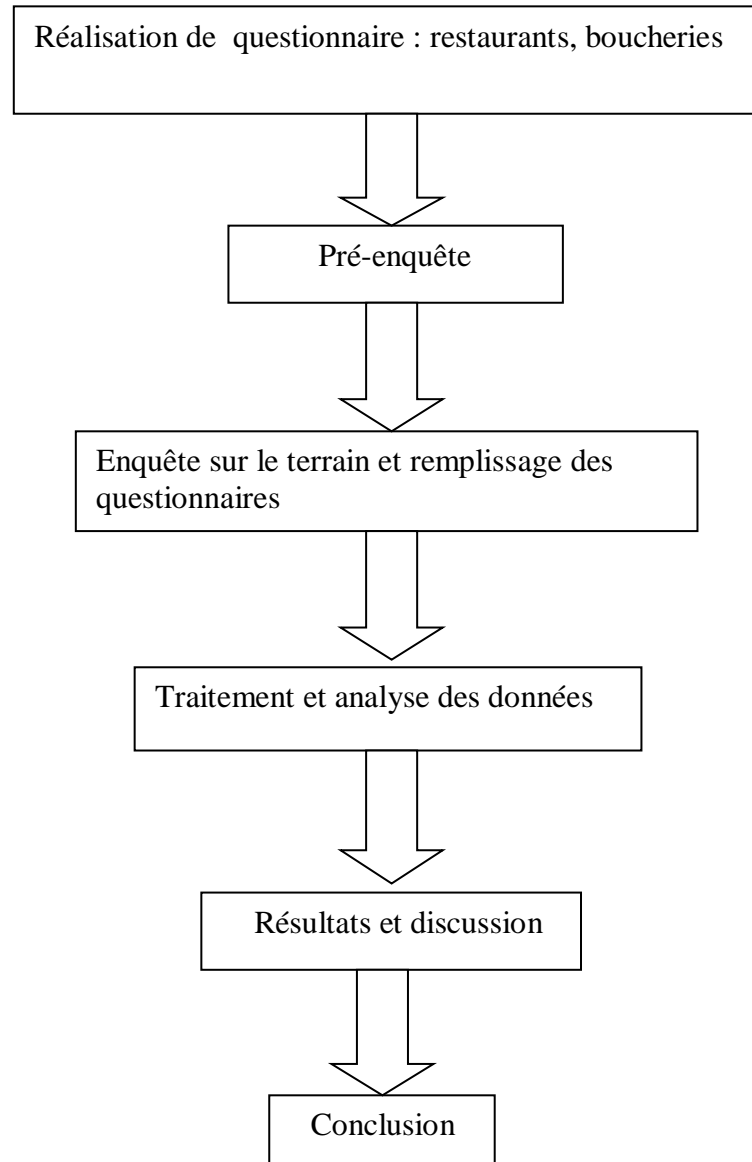 Réalisation de questionnaire : restaurants, boucheries
Pré-enquête
Enquête sur le terrain et remplissage des
questionnaires
Traitement et analyse des données
Résultats et discussion
Conclusion